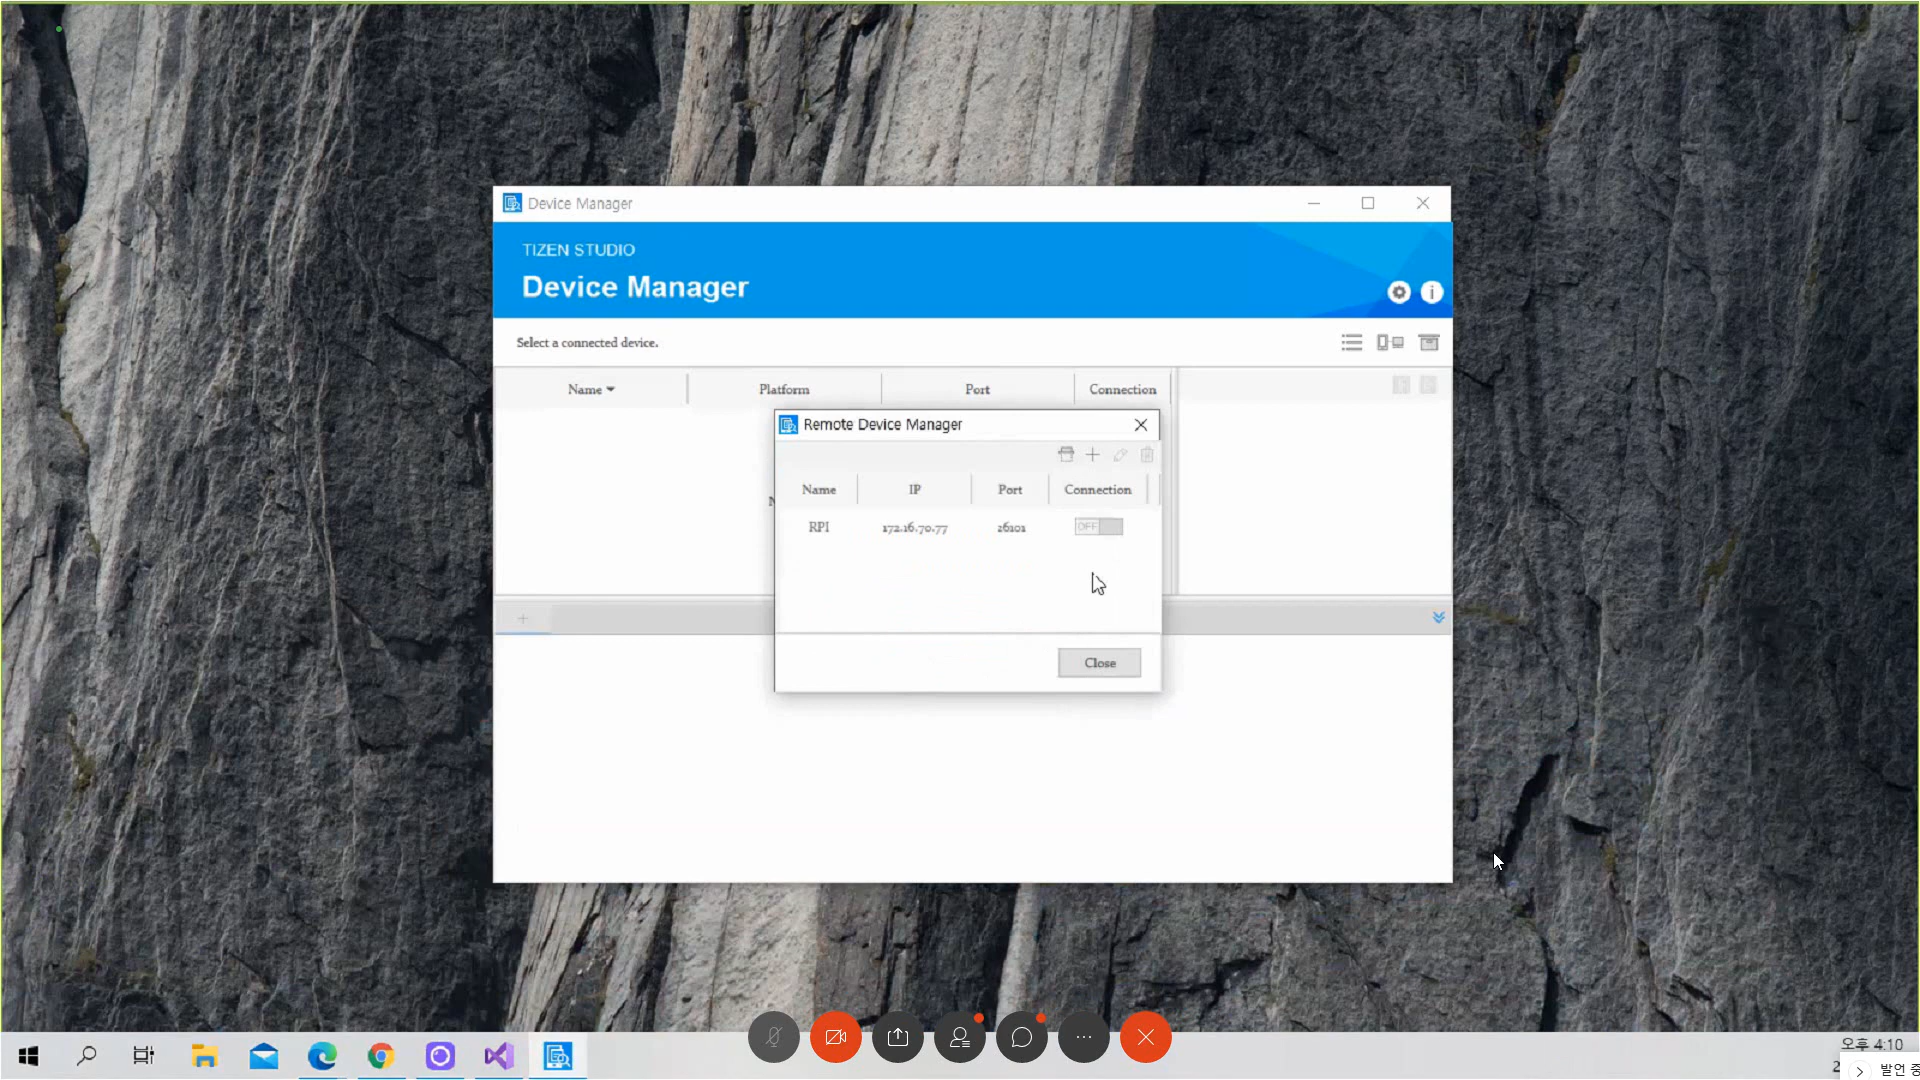 Device Manager
TIZEN STUDIO
Device Manager
Select a connected device.
Name Platform Port Connection
Remote Device Manager
Name IP Port Connection
RPI 172.16.70.77 26101 OFF
Close
오후 4:10
발언 중